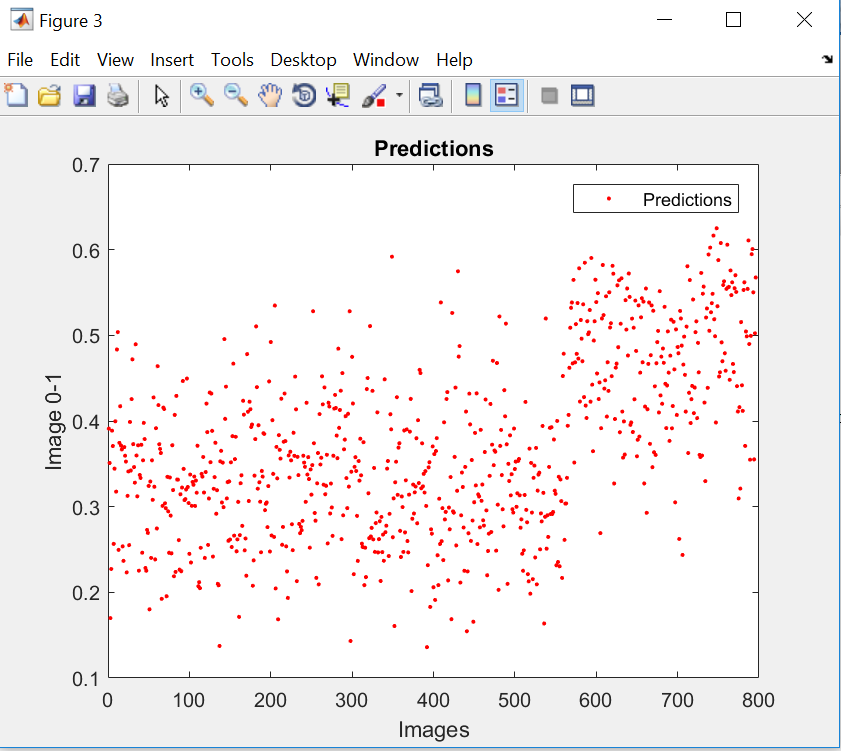 Figure 3
File Edit View Insert Tools Desktop Window Help
Predictions
Predictions
0.7
0.6
0.5
0.4
0.3
0.2
0.1
Image 0-1
0 100 200 300 400 500 600 700 800
Images